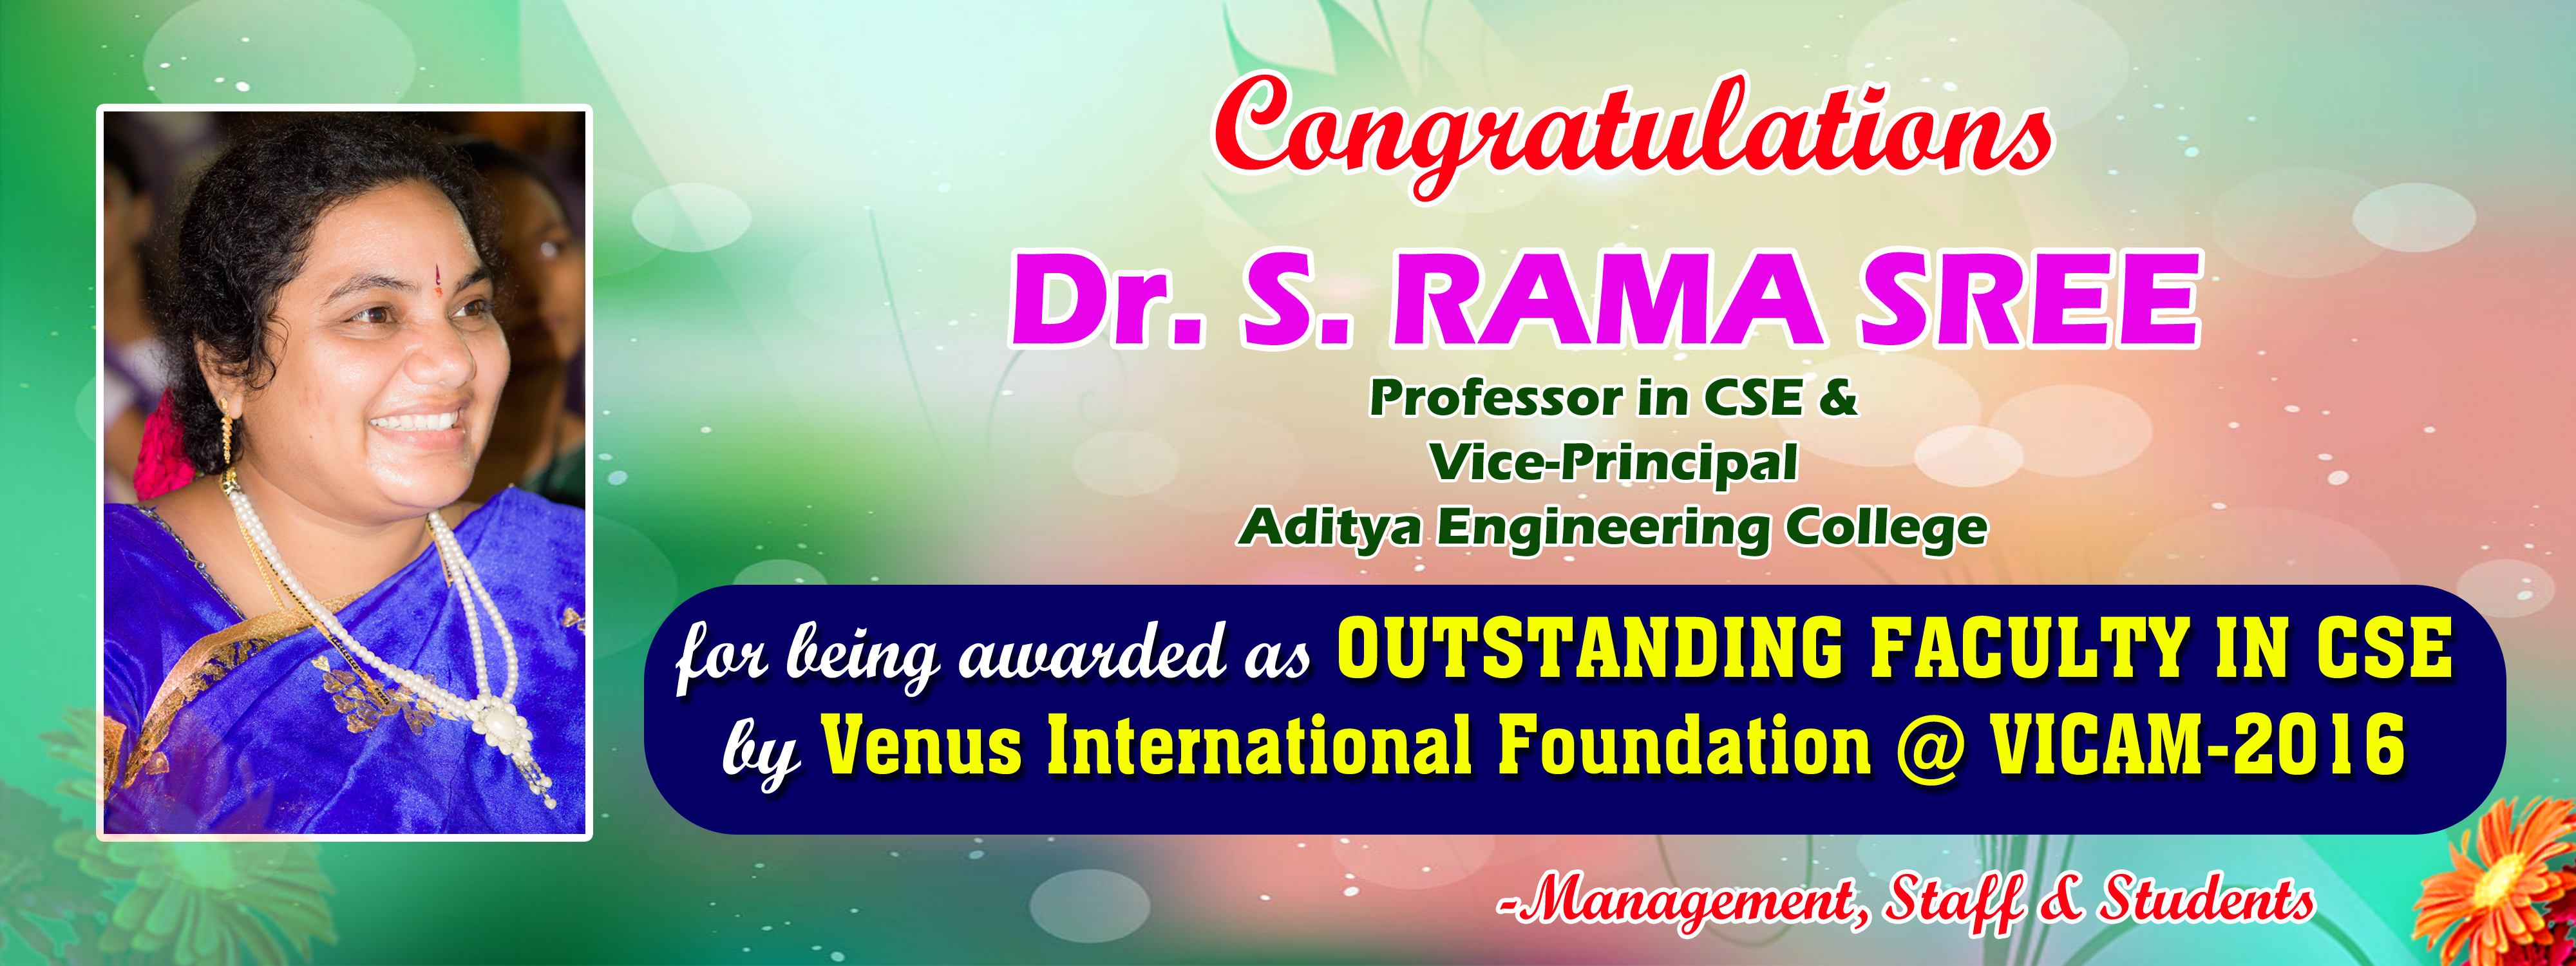 Congratulations
Dr. S. RAMA SREE
Professor in CSE &
Vice-Principal
Aditya Engineering College
for being awarded as OUTSTANDING FACULTY IN CSE
by Venus International Foundation @ VICAM-2016
-Management, Staff & Students